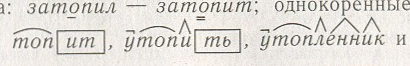 а: затопил — затопит; однокоренные
топит, утопить, утопленник и